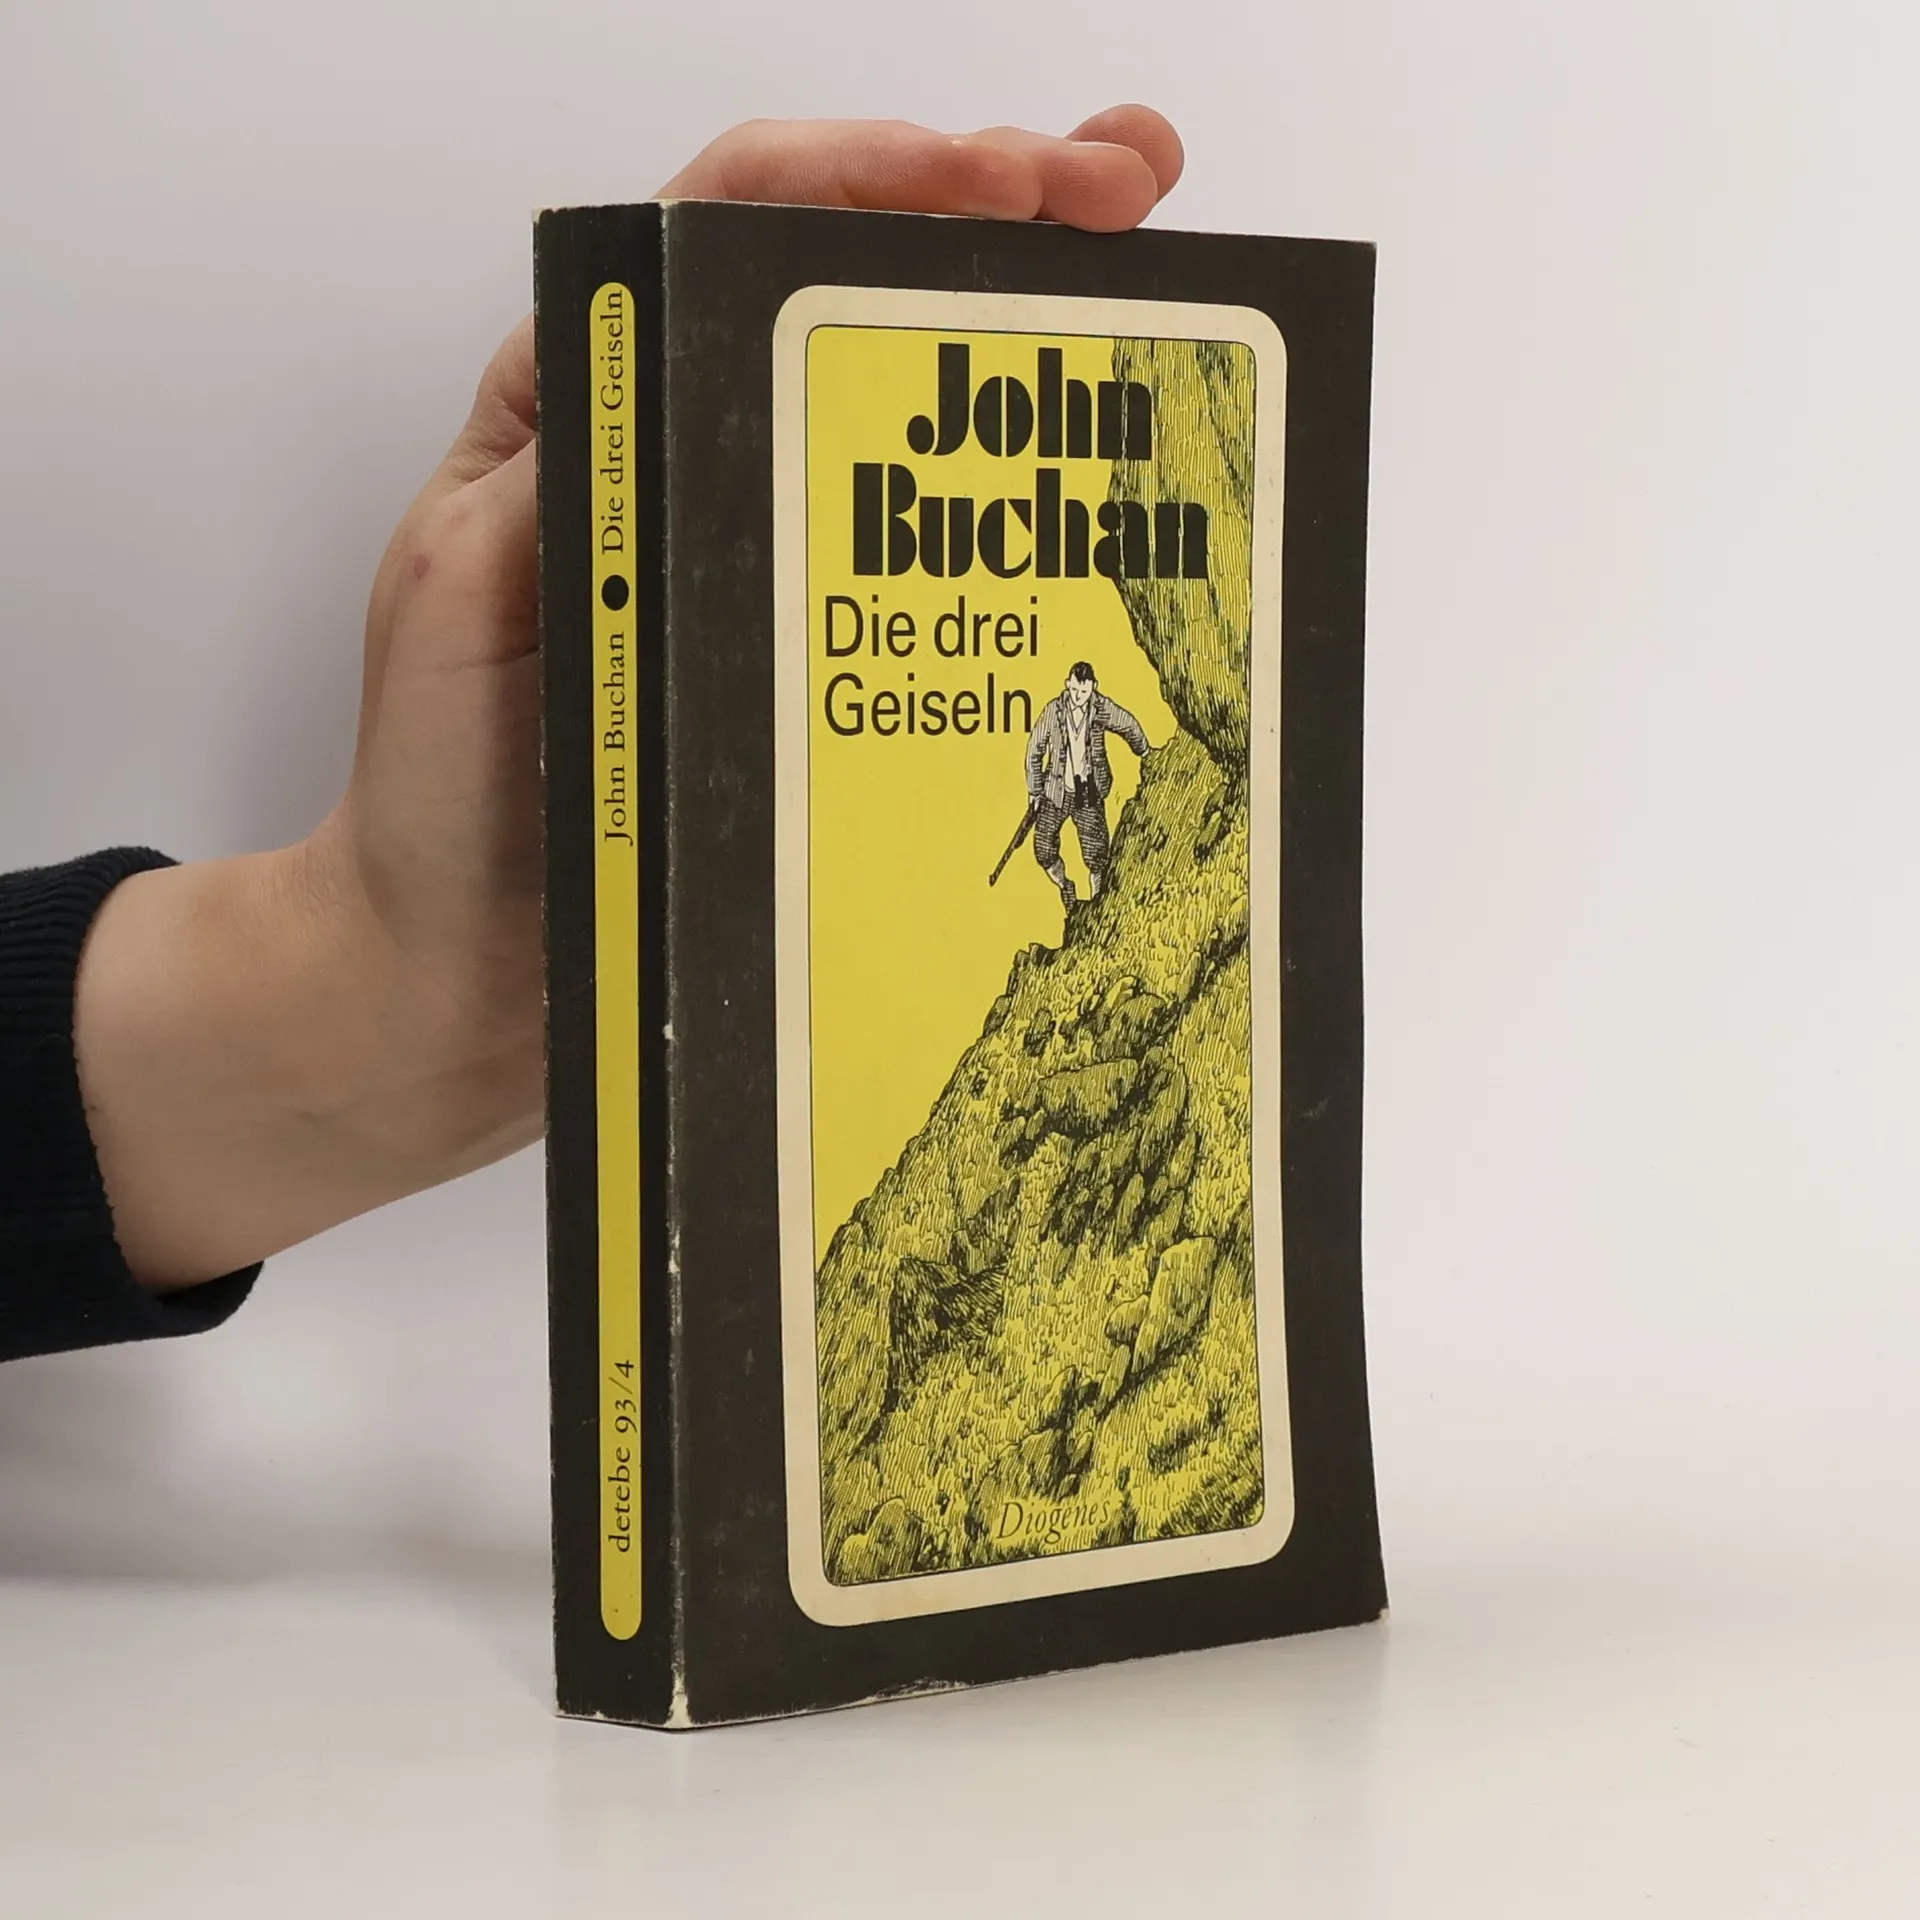 John Buchan ● Die drei Geiseln
detebe 93/4
John
Buchan
Die drei
Geiseln
Diogenes